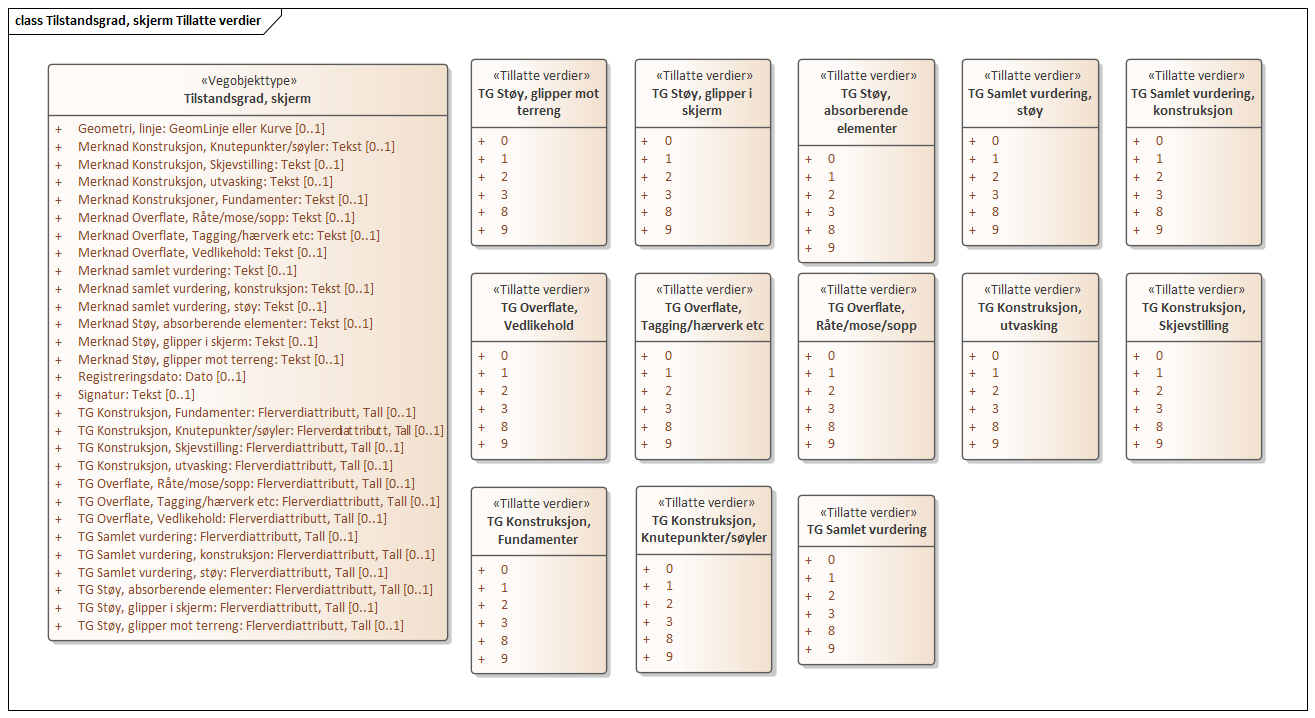 class Tilstandsgrad, skjerm Tillatte verdier
«Vegobjekttype»
Tilstandsgrad, skjerm
+ Geometri, linje: GeomLinje eller Kurve [0..1]
+ Merknad Konstruksjon, Knutepunkter/søyler: Tekst [0..1]
+ Merknad Konstruksjon, Skjevstilling: Tekst [0..1]
+ Merknad Konstruksjon, utvasking: Tekst [0..1]
+ Merknad Konstruksjoner, Fundamenter: Tekst [0..1]
+ Merknad Overflate, Råte/mose/sopp: Tekst [0..1]
+ Merknad Overflate, Tagging/hærverk etc: Tekst [0..1]
+ Merknad Overflate, Vedlikehold: Tekst [0..1]
+ Merknad samlet vurdering: Tekst [0..1]
+ Merknad samlet vurdering, konstruksjon: Tekst [0..1]
+ Merknad samlet vurdering, støy: Tekst [0..1]
+ Merknad Støy, absorberende elementer: Tekst [0..1]
+ Merknad Støy, glipper i skjerm: Tekst [0..1]
+ Merknad Støy, glipper mot terreng: Tekst [0..1]
+ Registreringsdato: Dato [0..1]
+ Signatur: Tekst [0..1]
+ TG Konstruksjon, Fundamenter: Flerverdiattributt, Tall [0..1]
+ TG Konstruksjon, Knutepunkter/søyler: Flerverdiattributt, Tall [0..1]
+ TG Konstruksjon, Skjevstilling: Flerverdiattributt, Tall [0..1]
+ TG Konstruksjon, utvasking: Flerverdiattributt, Tall [0..1]
+ TG Overflate, Råte/mose/sopp: Flerverdiattributt, Tall [0..1]
+ TG Overflate, Tagging/hærverk etc: Flerverdiattributt, Tall [0..1]
+ TG Overflate, Vedlikehold: Flerverdiattributt, Tall [0..1]
+ TG Samlet vurdering: Flerverdiattributt, Tall [0..1]
+ TG Samlet vurdering, konstruksjon: Flerverdiattributt, Tall [0..1]
+ TG Samlet vurdering, støy: Flerverdiattributt, Tall [0..1]
+ TG Støy, absorberende elementer: Flerverdiattributt, Tall [0..1]
+ TG Støy, glipper i skjerm: Flerverdiattributt, Tall [0..1]
+ TG Støy, glipper mot terreng: Flerverdiattributt, Tall [0..1]
«Tillatte verdier»
TG Støy, glipper mot
terreng
+ 0
+ 1
+ 2
+ 3
+ 8
+ 9
«Tillatte verdier»
TG Støy, glipper i
skjerm
+ 0
+ 1
+ 2
+ 3
+ 8
+ 9
«Tillatte verdier»
TG Støy,
absorberende
elementer
+ 0
+ 1
+ 2
+ 3
+ 8
+ 9
«Tillatte verdier»
TG Samlet vurdering,
støy
+ 0
+ 1
+ 2
+ 3
+ 8
+ 9
«Tillatte verdier»
TG Samlet vurdering,
konstruksjon
+ 0
+ 1
+ 2
+ 3
+ 8
+ 9
«Tillatte verdier»
TG Overflate,
Vedlikehold
+ 0
+ 1
+ 2
+ 3
+ 8
+ 9
«Tillatte verdier»
TG Overflate,
Tagging/hærverk etc
+ 0
+ 1
+ 2
+ 3
+ 8
+ 9
«Tillatte verdier»
TG Overflate,
Råte/mose/sopp
+ 0
+ 1
+ 2
+ 3
+ 8
+ 9
«Tillatte verdier»
TG Konstruksjon,
utvasking
+ 0
+ 1
+ 2
+ 3
+ 8
+ 9
«Tillatte verdier»
TG Konstruksjon,
Skjevstilling
+ 0
+ 1
+ 2
+ 3
+ 8
+ 9
«Tillatte verdier»
TG Konstruksjon,
Fundamenter
+ 0
+ 1
+ 2
+ 3
+ 8
+ 9
«Tillatte verdier»
TG Konstruksjon,
Knutepunkter/søyler
+ 0
+ 1
+ 2
+ 3
+ 8
+ 9
«Tillatte verdier»
TG Samlet vurdering
+ 0
+ 1
+ 2
+ 3
+ 8
+ 9